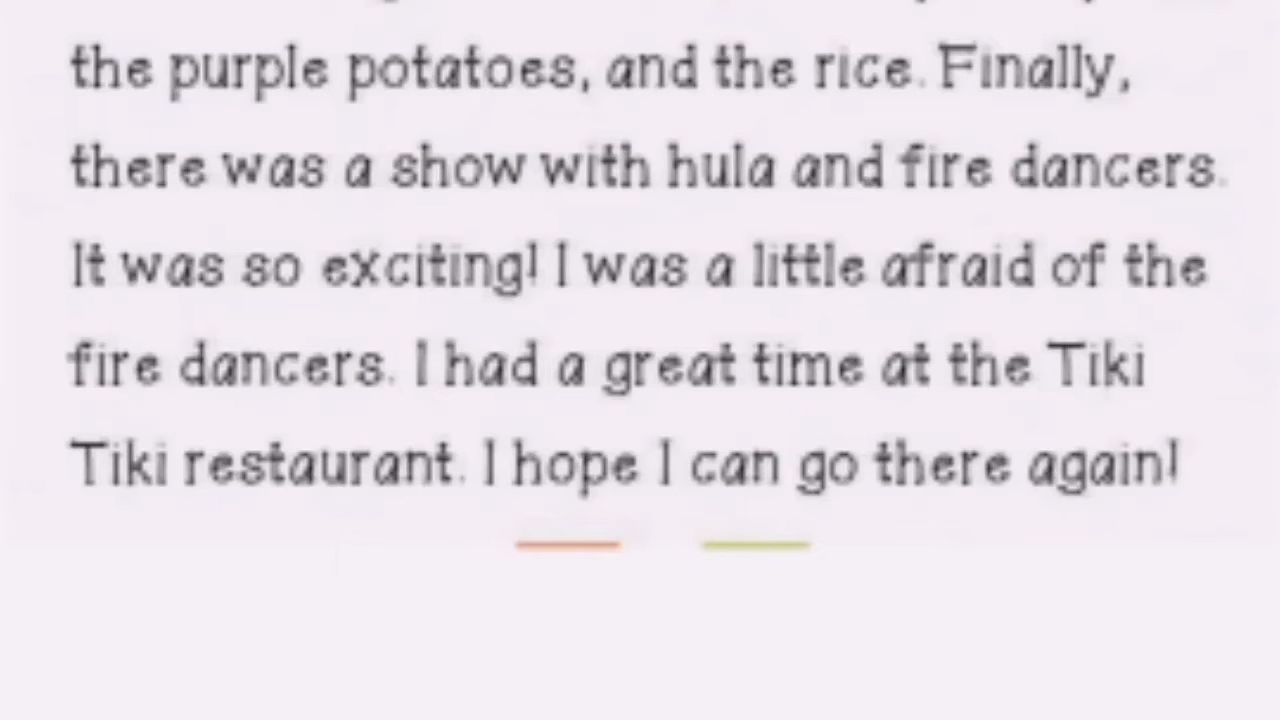 the purple potatoes, and the rice. Finally,
there was a show with hula and fire dancers.
It was so exciting! I was a little afraid of the
fire dancers. I had a great time at the Tiki
Tiki restaurant. I hope I can go there again!